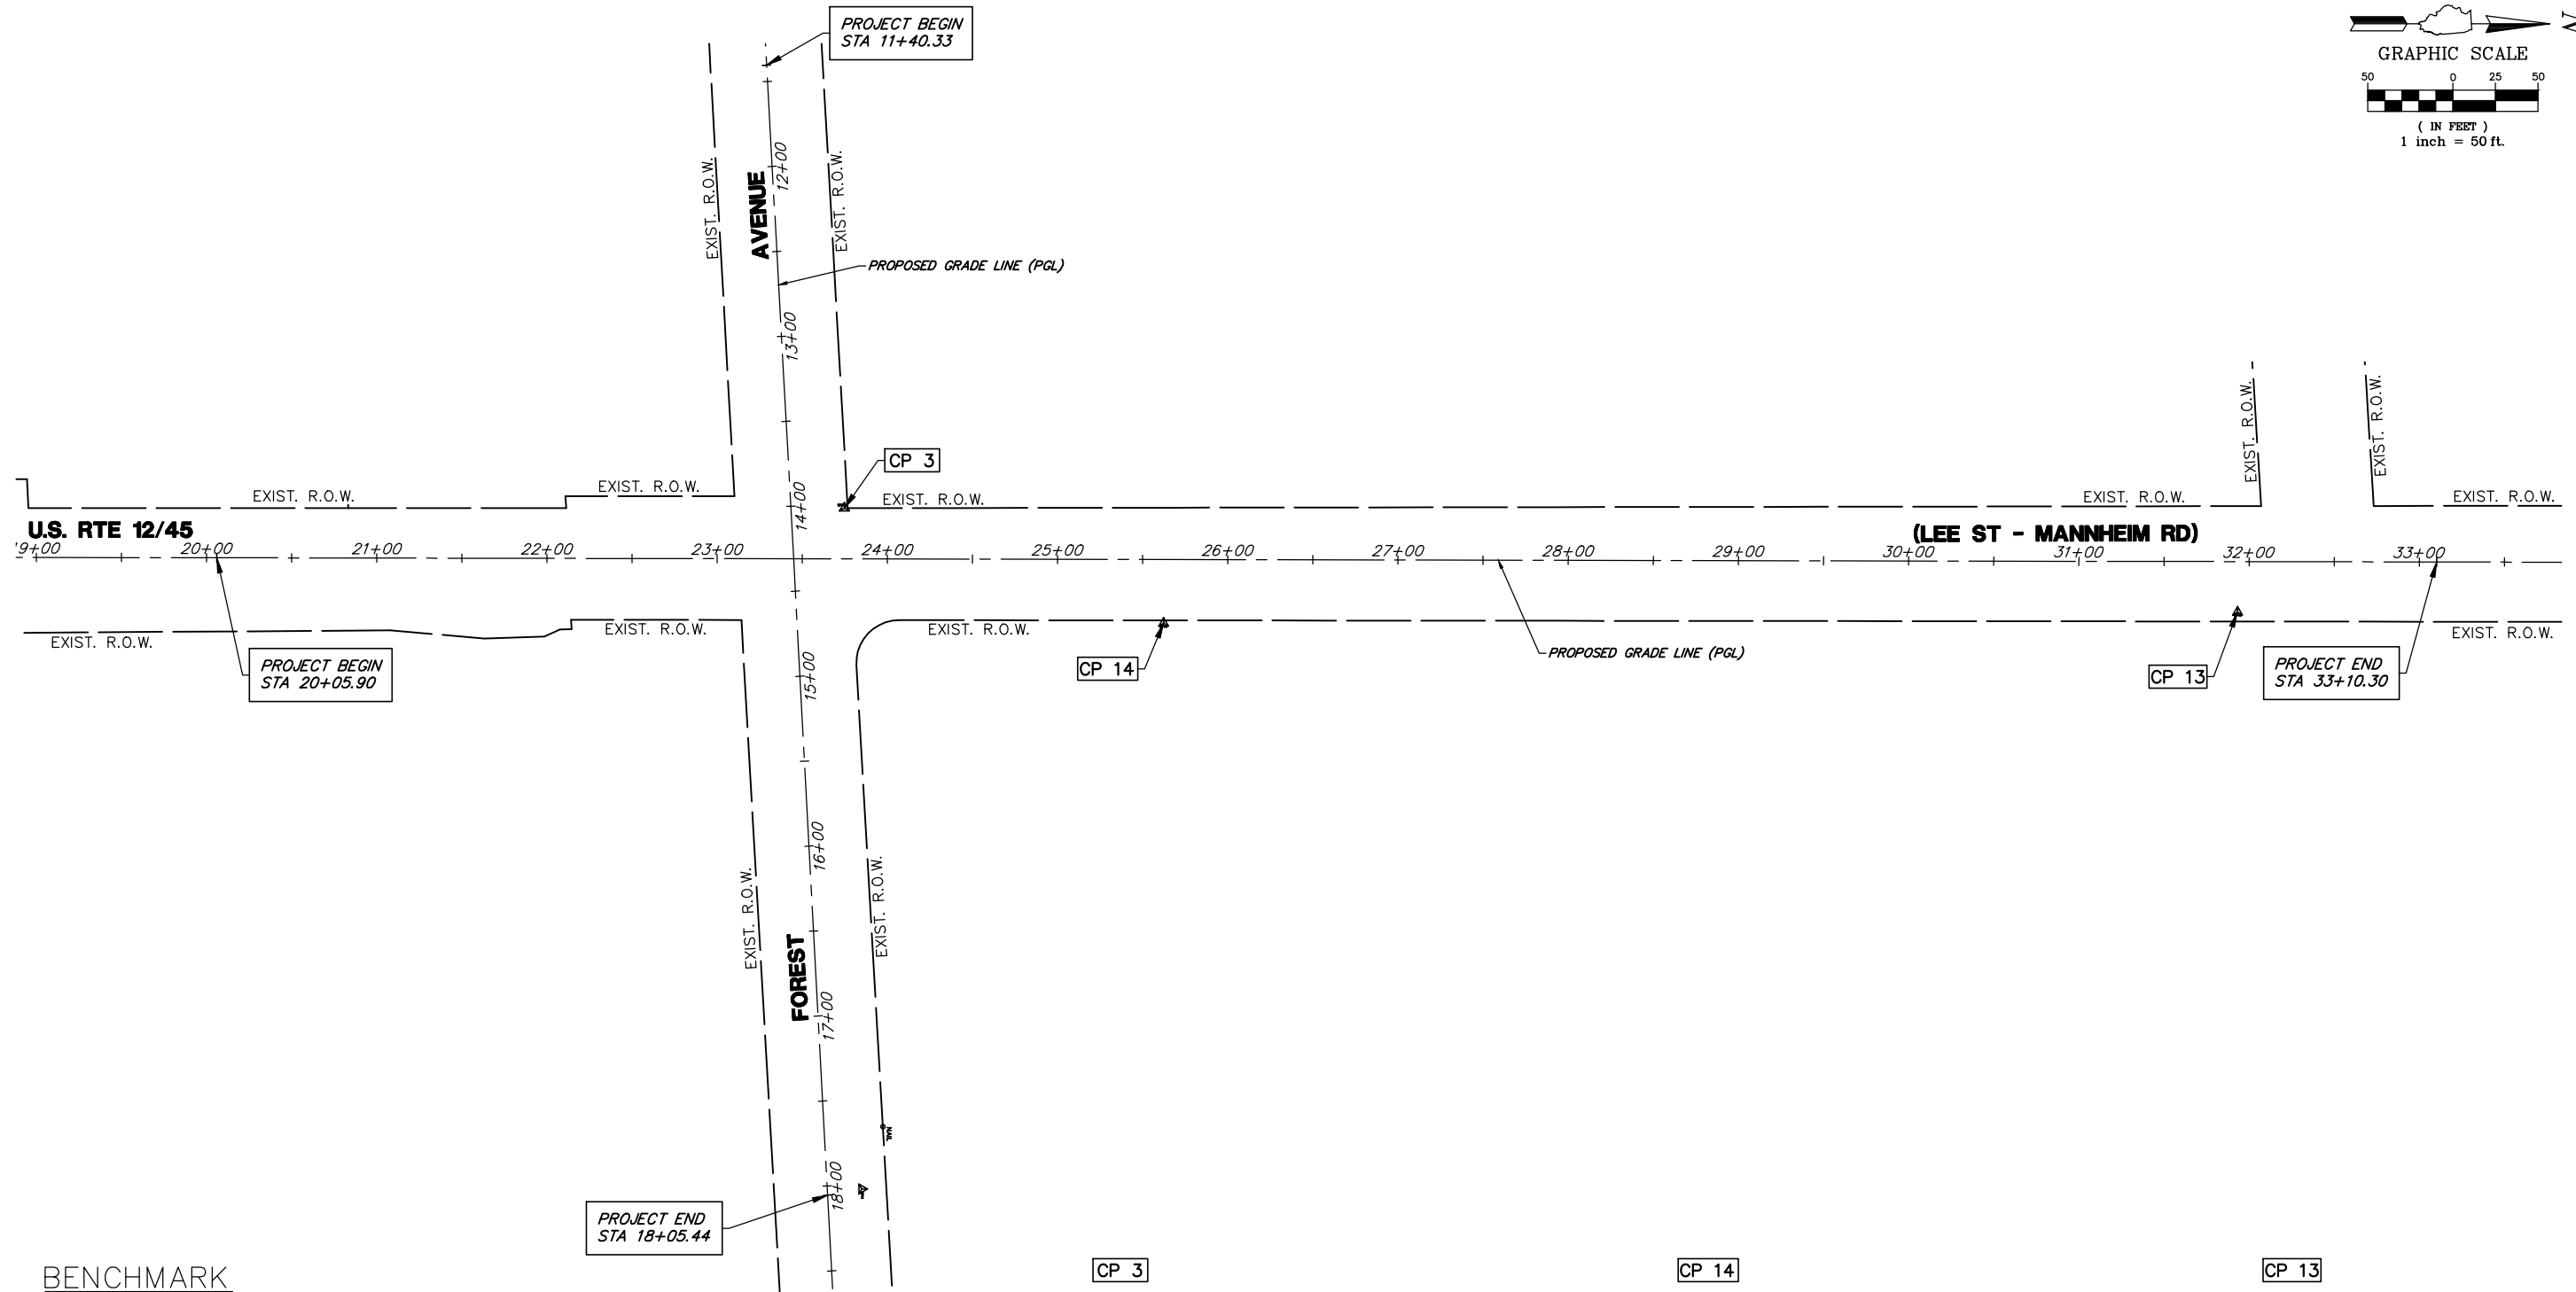 PROJECT BEGIN
STA 11+40.33
N
GRAPHIC SCALE
50 0 25 50
( IN FEET )
1 inch = 50 ft.
EXIST. R.O.W.
AVENUE
12+00
EXIST. R.O.W.
PROPOSED GRADE LINE (PGL)
13+00
EXIST. R.O.W.
EXIST. R.O.W.
CP 3
EXIST. R.O.W.
EXIST. R.O.W.
14+00
EXIST. R.O.W.
EXIST. R.O.W.
EXIST. R.O.W.
U.S. RTE 12/45
(LEE ST - MANNHEIM RD)
19+00 20+00 21+00 22+00 23+00 24+00 25+00 26+00 27+00 28+00 29+00 30+00 31+00 32+00 33+00
EXIST. R.O.W.
EXIST. R.O.W.
EXIST. R.O.W.
EXIST. R.O.W.
PROJECT BEGIN
STA 20+05.90
15+00
CP 14
PROPOSED GRADE LINE (PGL)
CP 13
PROJECT END
STA 33+10.30
16+00
EXIST. R.O.W.
EXIST. R.O.W.
FOREST
17+00
NAIL
18+00
PROJECT END
STA 18+05.44
BENCHMARK
CP 3
CP 14
CP 13